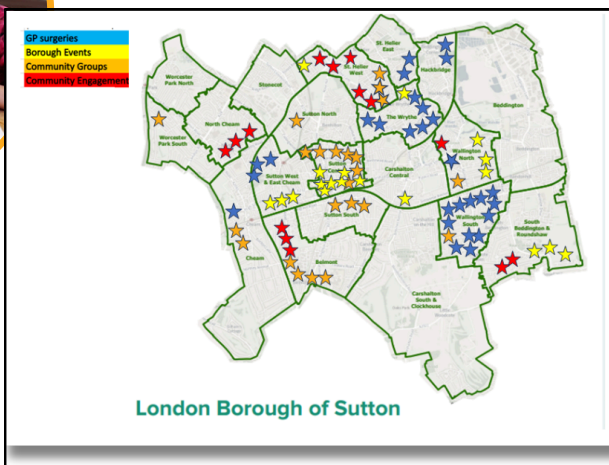 GP surgeries
Borough Events
Community Groups
Community Engagement
St. Helier
East
Hackbridge
St. Helier
West
Worcester
Park North
Stonecot
Beddington
North Cheam
Sutton North
The Wrythe
Worcester
Park South
Wallington
North
Sutton
Carshalton
Central
Sutton West
& East Cheam
Sutton South
Wallington
South
South
Beddington &
Roundshaw
Cheam
Belmont
Carshalton
South &
Clockhouse
London Borough of Sutton